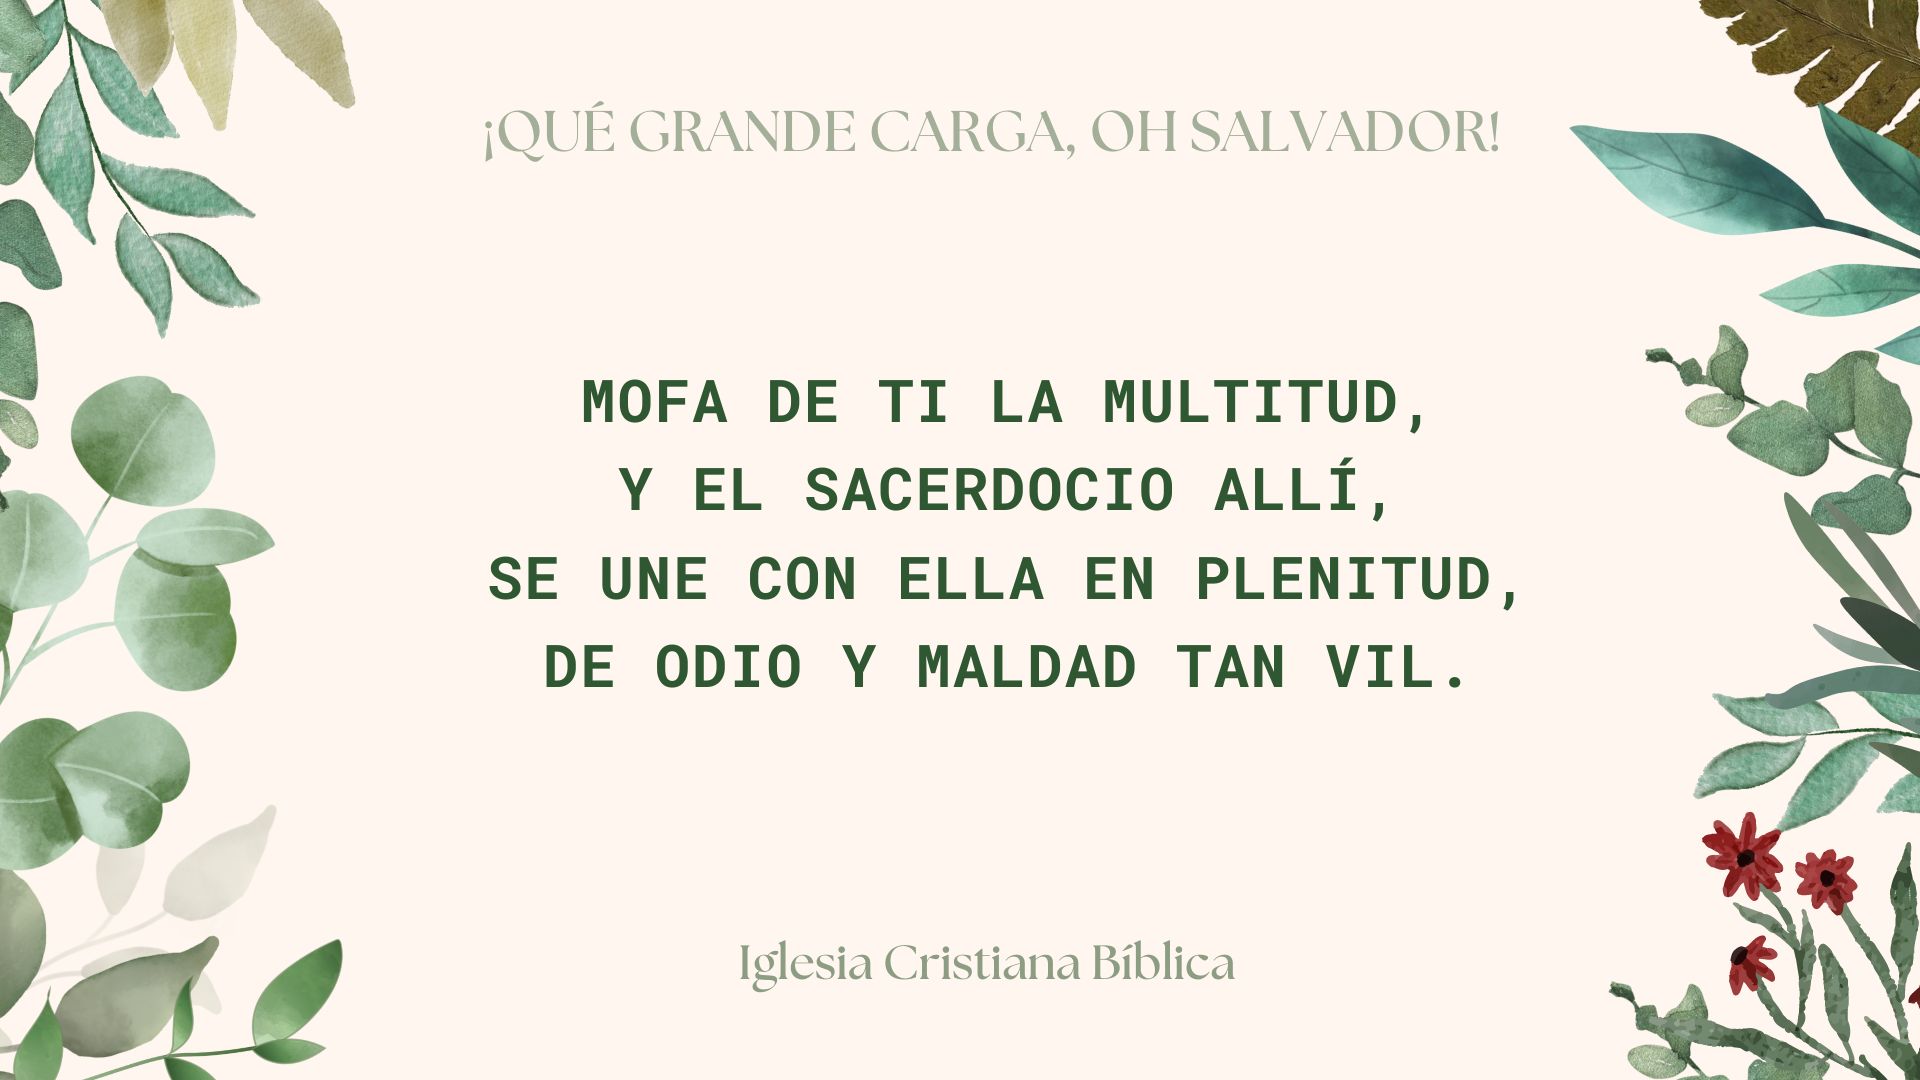 ¡QUÉ GRANDE CARGA, OH SALVADOR!
MOFA DE TI LA MULTITUD,
Y EL SACERDOCIO ALLÍ,
SE UNE CON ELLA EN PLENITUD,
DE ODIO Y MALDAD TAN VIL.
Iglesia Cristiana Bíblica